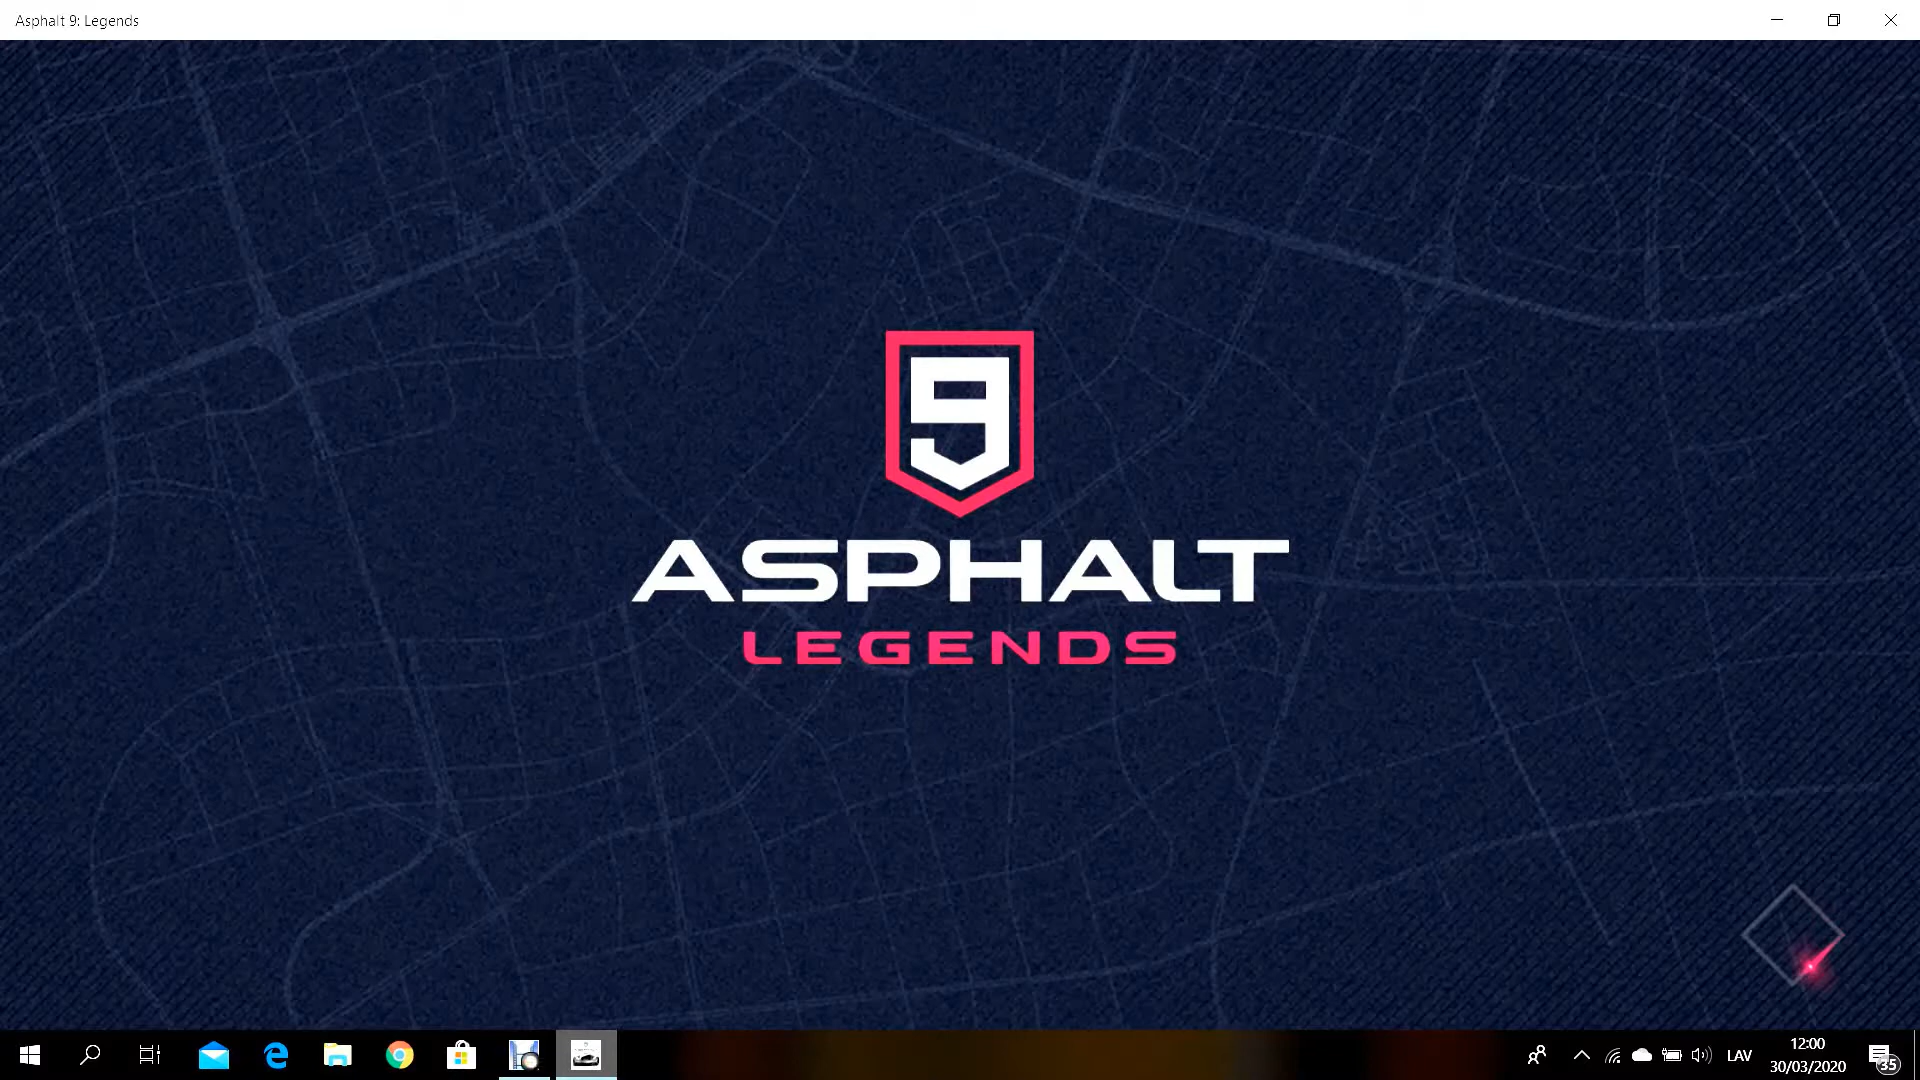 Asphalt 9: Legends
9
ASPHALT
LEGENDS
LAV
12:00
30/03/2020
35